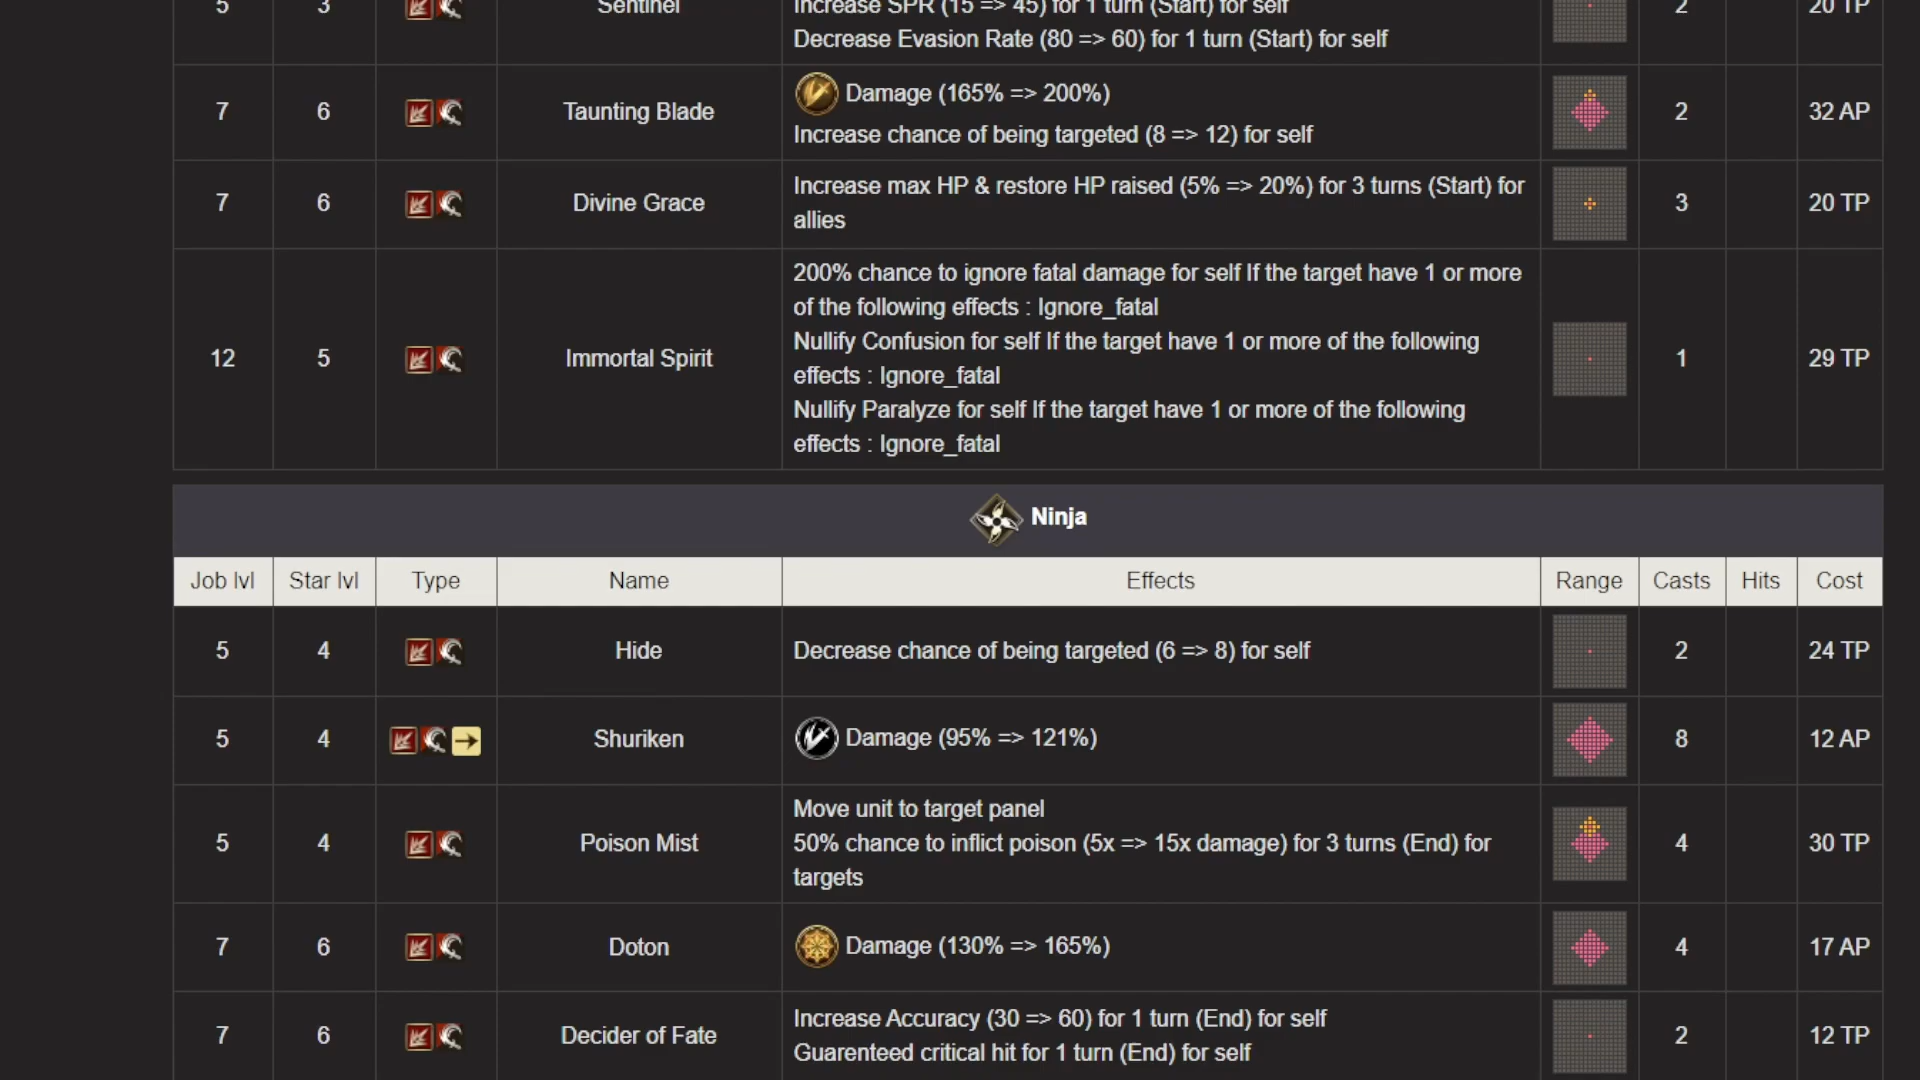 5 3 Sentinel Increase SPR (15 => 45) for 1 turn (Start) for self 2 20 TP
Decrease Evasion Rate (80 => 60) for 1 turn (Start) for self
7 6 Taunting Blade Damage (165% => 200%) 2 32 AP
Increase chance of being targeted (8 => 12) for self
7 6 Divine Grace Increase max HP & restore HP raised (5% => 20%) for 3 turns (Start) for 3 20 TP
allies
200% chance to ignore fatal damage for self If the target have 1 or more
of the following effects : Ignore_fatal
Nullify Confusion for self If the target have 1 or more of the following
12 5 Immortal Spirit effects : Ignore_fatal 1 29 TP
Nullify Paralyze for self If the target have 1 or more of the following
effects : Ignore_fatal
Ninja
Job lvl Star lvl Type Name Effects Range Casts Hits Cost
5 4 Hide Decrease chance of being targeted (6 => 8) for self 2 24 TP
5 4 Shuriken Damage (95% => 121%) 8 12 AP
Move unit to target panel
5 4 Poison Mist 50% chance to inflict poison (5x => 15x damage) for 3 turns (End) for 4 30 TP
targets
7 6 Doton Damage (130% => 165%) 4 17 AP
7 6 Decider of Fate Increase Accuracy (30 => 60) for 1 turn (End) for self 2 12 TP
Guarenteed critical hit for 1 turn (End) for self